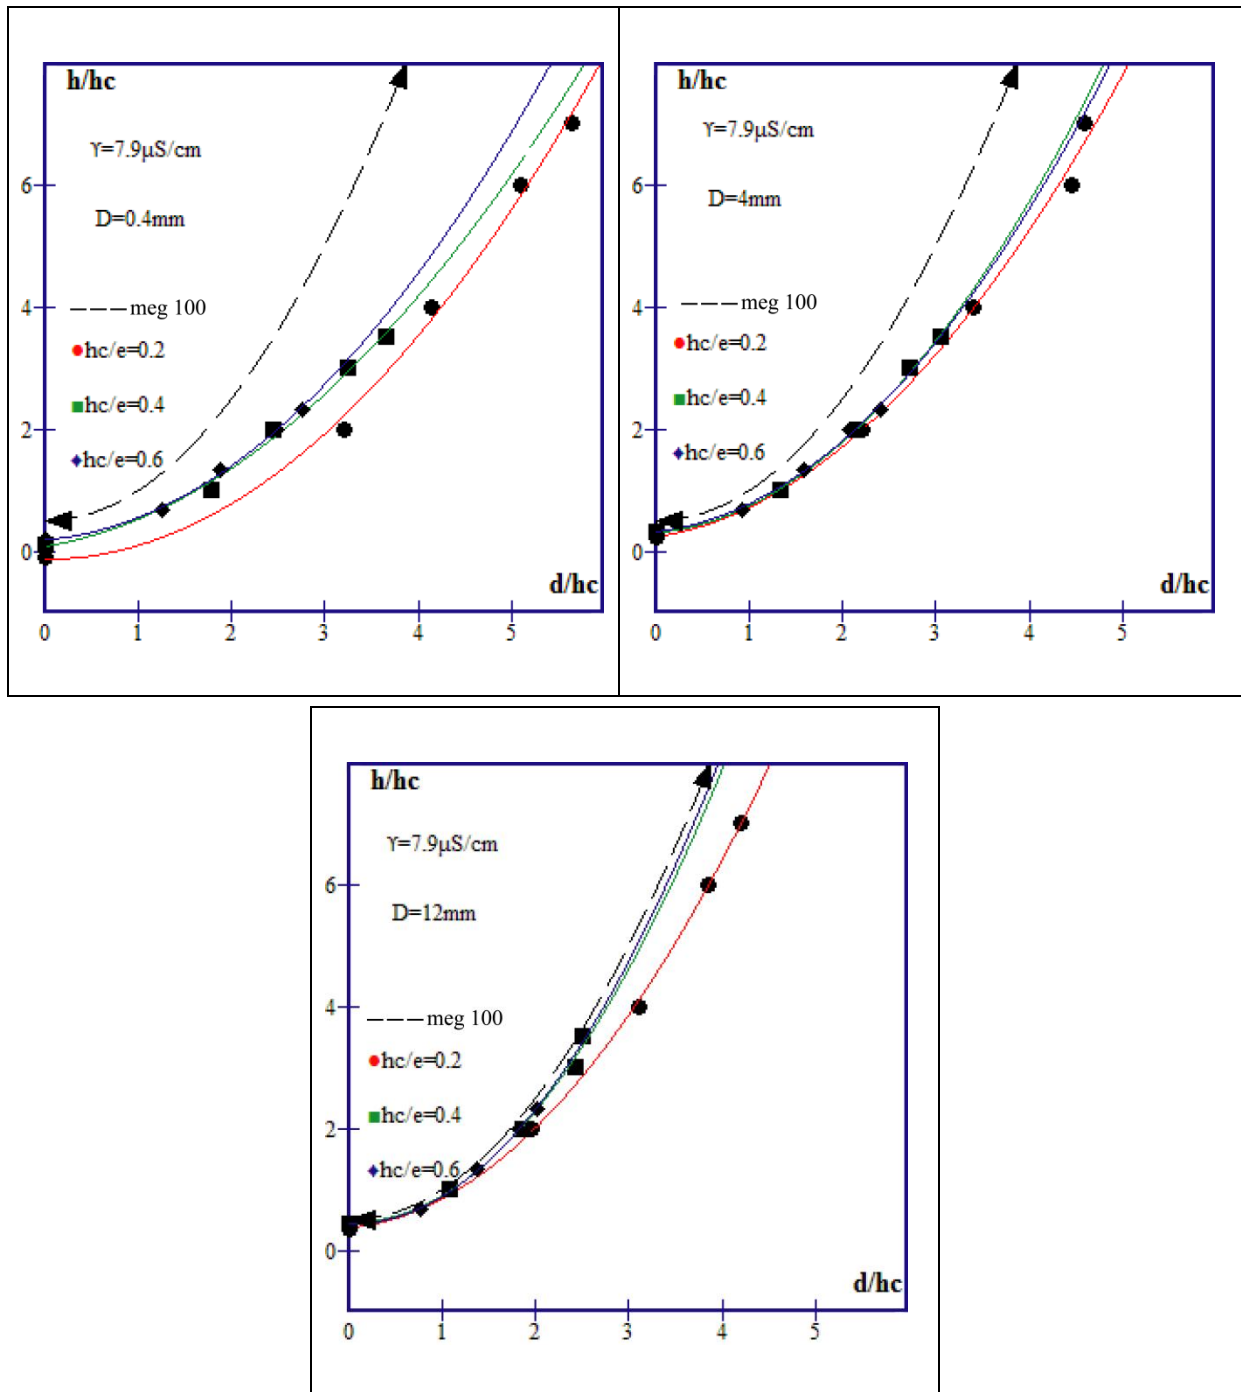 h/hc
ϒ=7.9µS/cm
D=0.4mm
6
4
meg 100
hc/e=0.2
hc/e=0.4
2
hc/e=0.6
0
d/hc
0 1 2 3 4 5
h/hc
ϒ=7.9µS/cm
6
D=4mm
4
meg 100
hc/e=0.2
hc/e=0.4
2
hc/e=0.6
0
d/hc
0 1 2 3 4 5
h/hc
ϒ=7.9µS/cm
6
D=12mm
4
meg 100
hc/e=0.2
hc/e=0.4
2
hc/e=0.6
0
d/hc
0 1 2 3 4 5